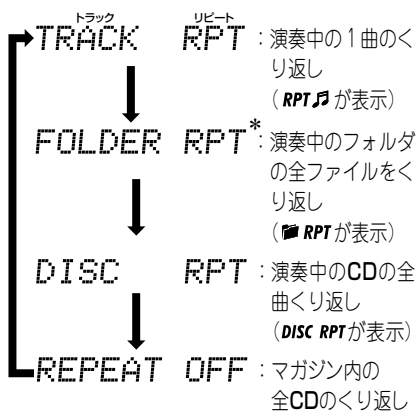 トラック リピート
TRACK RPT：演奏中の1曲のく
り返し
（RPT♫が表示）
FOLDER RPT*：演奏中のフォルダ
の全ファイルをく
り返し
（RPTが表示）
DISC RPT：演奏中のCDの全
曲くり返し
（DISC RPTが表示）
REPEAT OFF：マガジン内の
全CDのくり返し